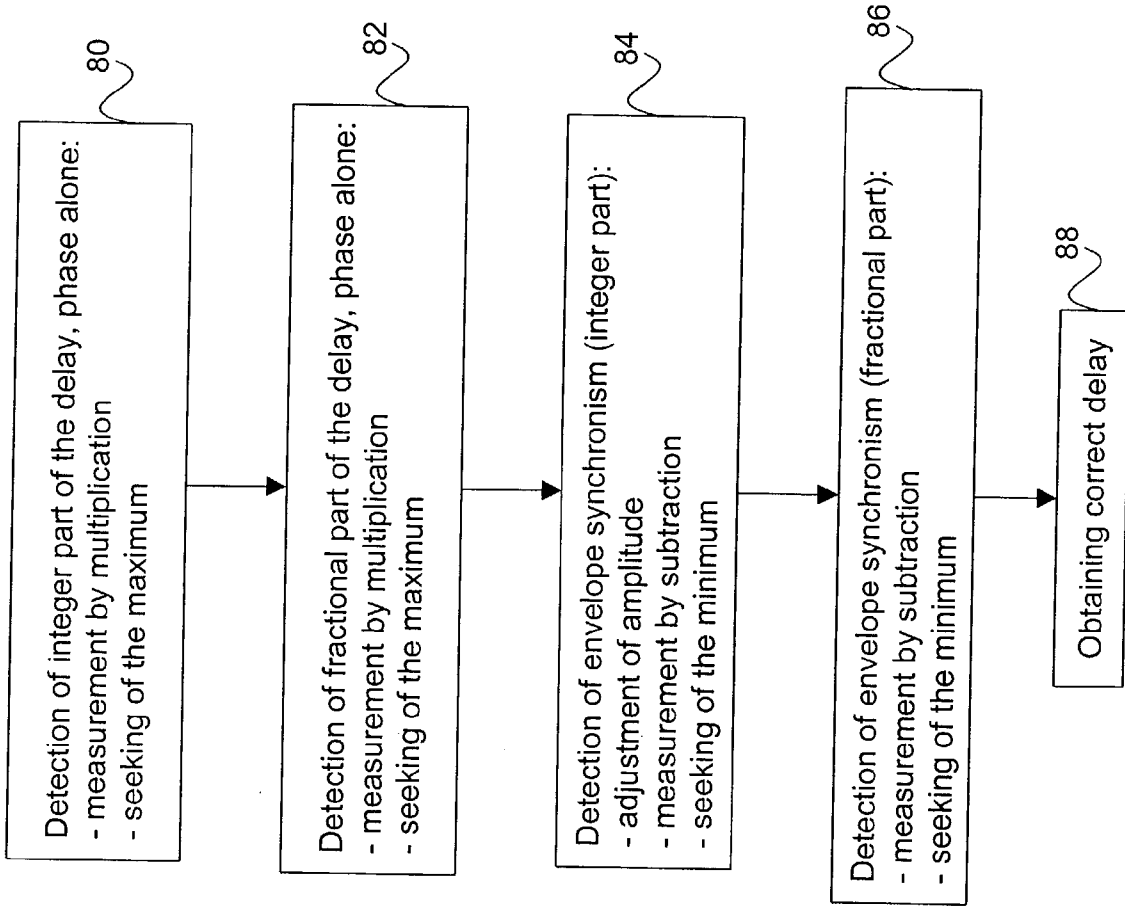 80
Detection of integer part of the delay, phase alone:
- measurement by multiplication
- seeking of the maximum
82
Detection of fractional part of the delay, phase alone:
- measurement by multiplication
- seeking of the maximum
84
Detection of envelope synchronism (integer part):
- adjustment of amplitude
- measurement by subtraction
- seeking of the minimum
86
Detection of envelope synchronism (fractional part):
- measurement by subtraction
- seeking of the minimum
88
Obtaining correct delay